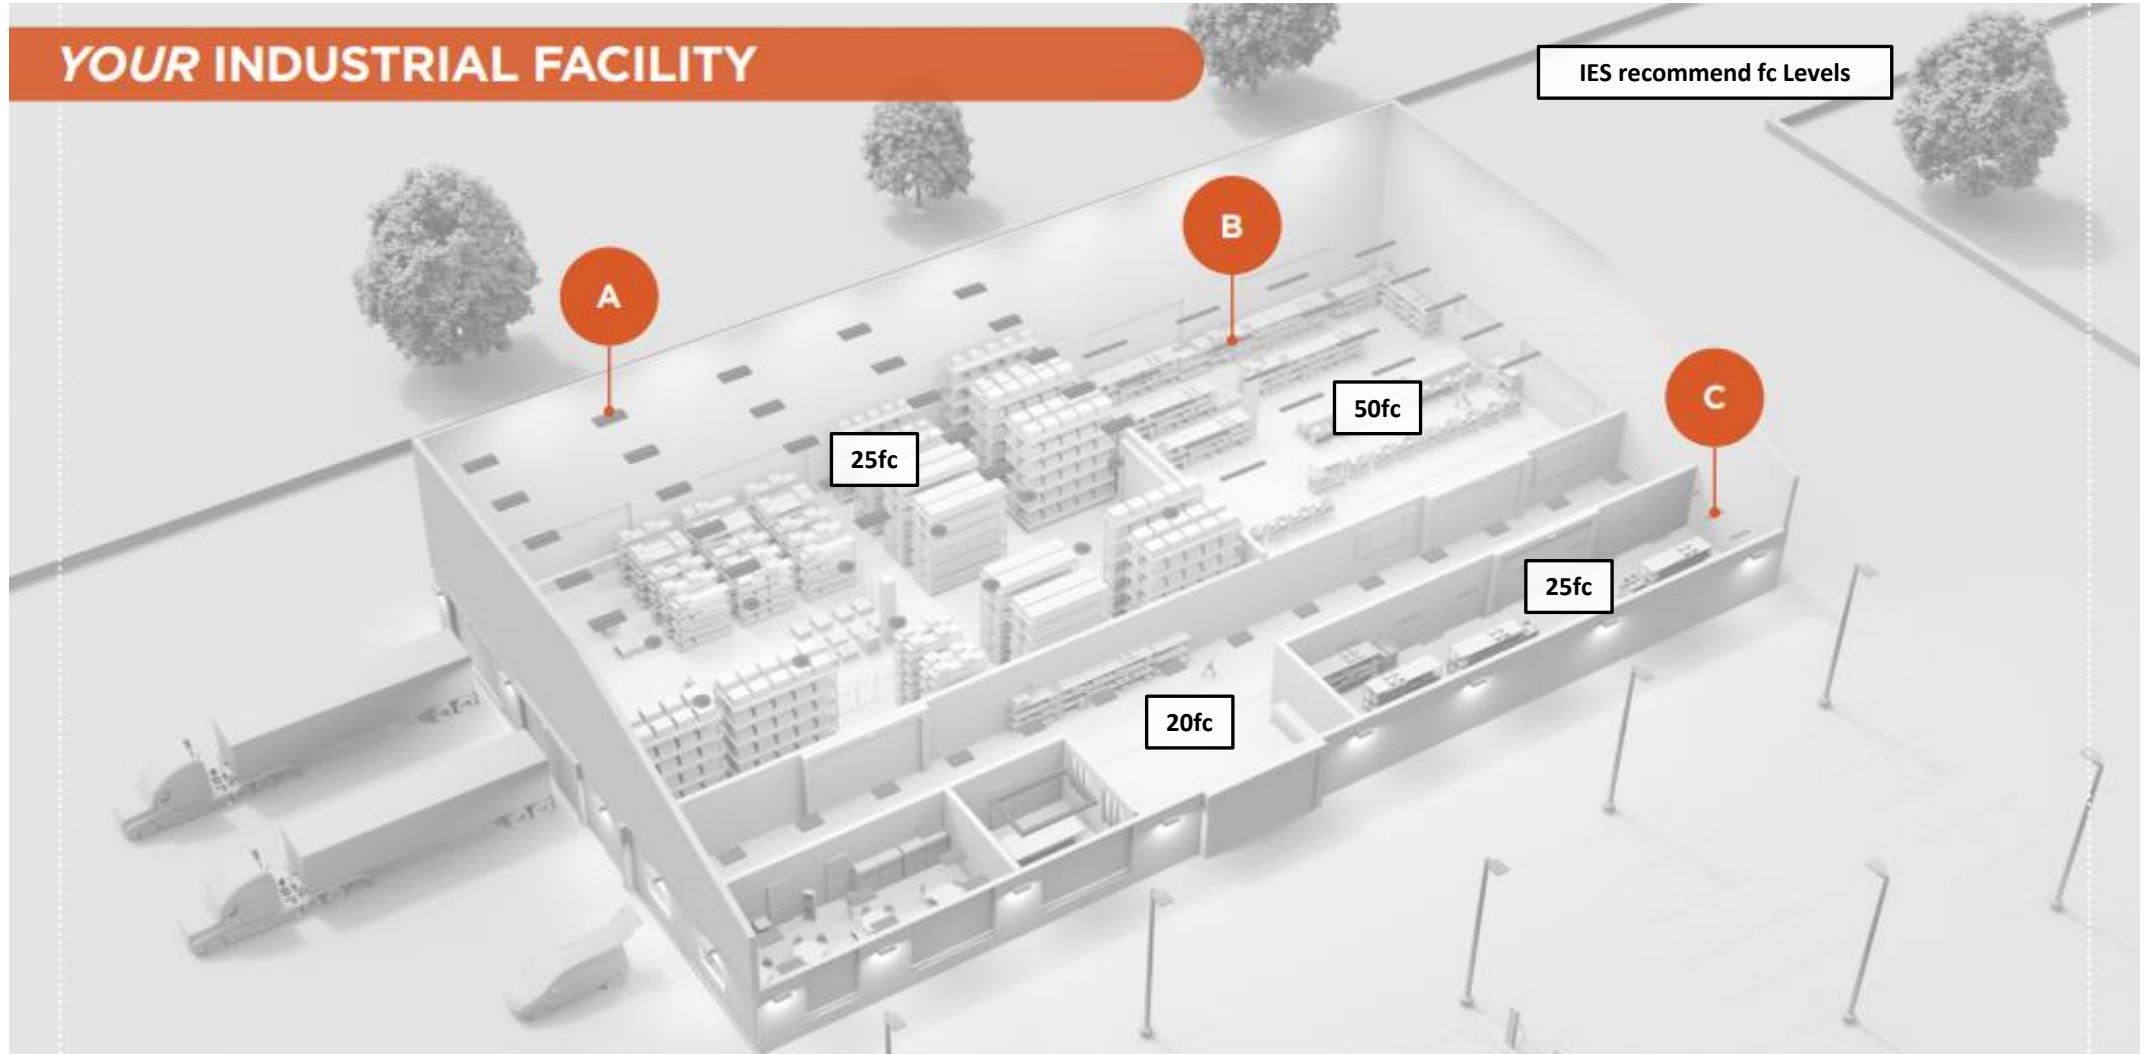 YOUR INDUSTRIAL FACILITY
IES recommend fc Levels
B
A
C
50fc
25fc
25fc
20fc